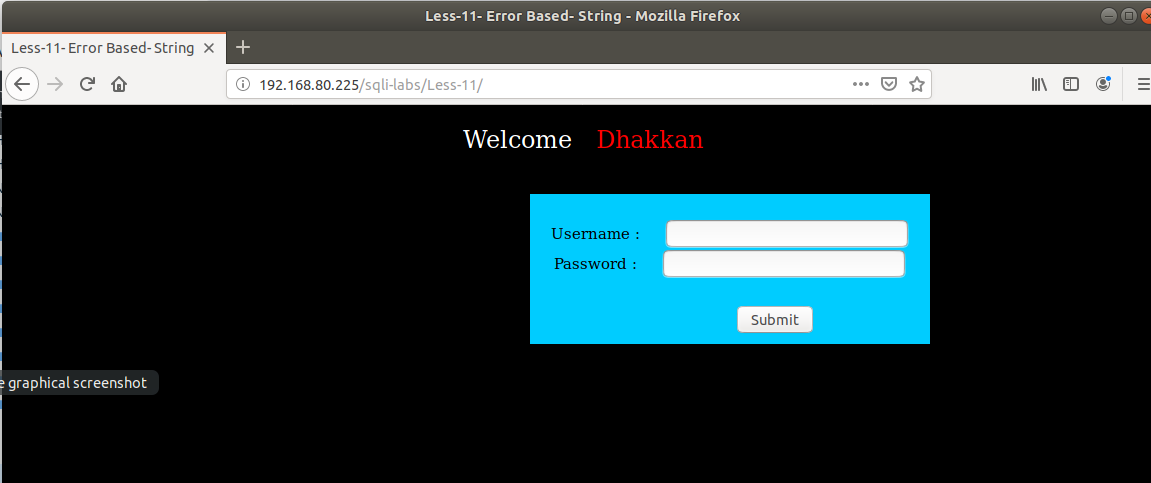 Less-11- Error Based- String - Mozilla Firefox
Less-11- Error Based- String
192.168.80.225/sqli-labs/Less-11/
Welcome Dhakkan
Username :
Password :
Submit
e graphical screenshot